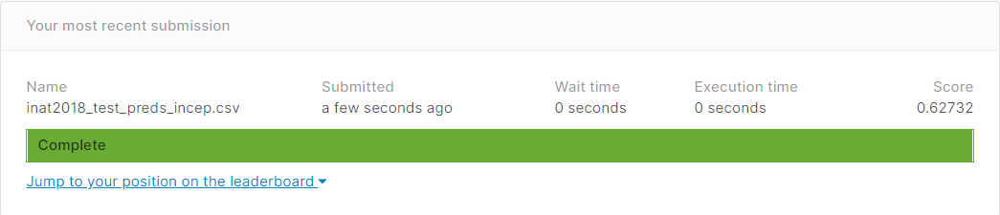 Your most recent submission
Name Submitted Wait time Execution time Score
inat2018_test_preds_incep.csv a few seconds ago 0 seconds 0 seconds 0.62732
Complete
Jump to your position on the leaderboard